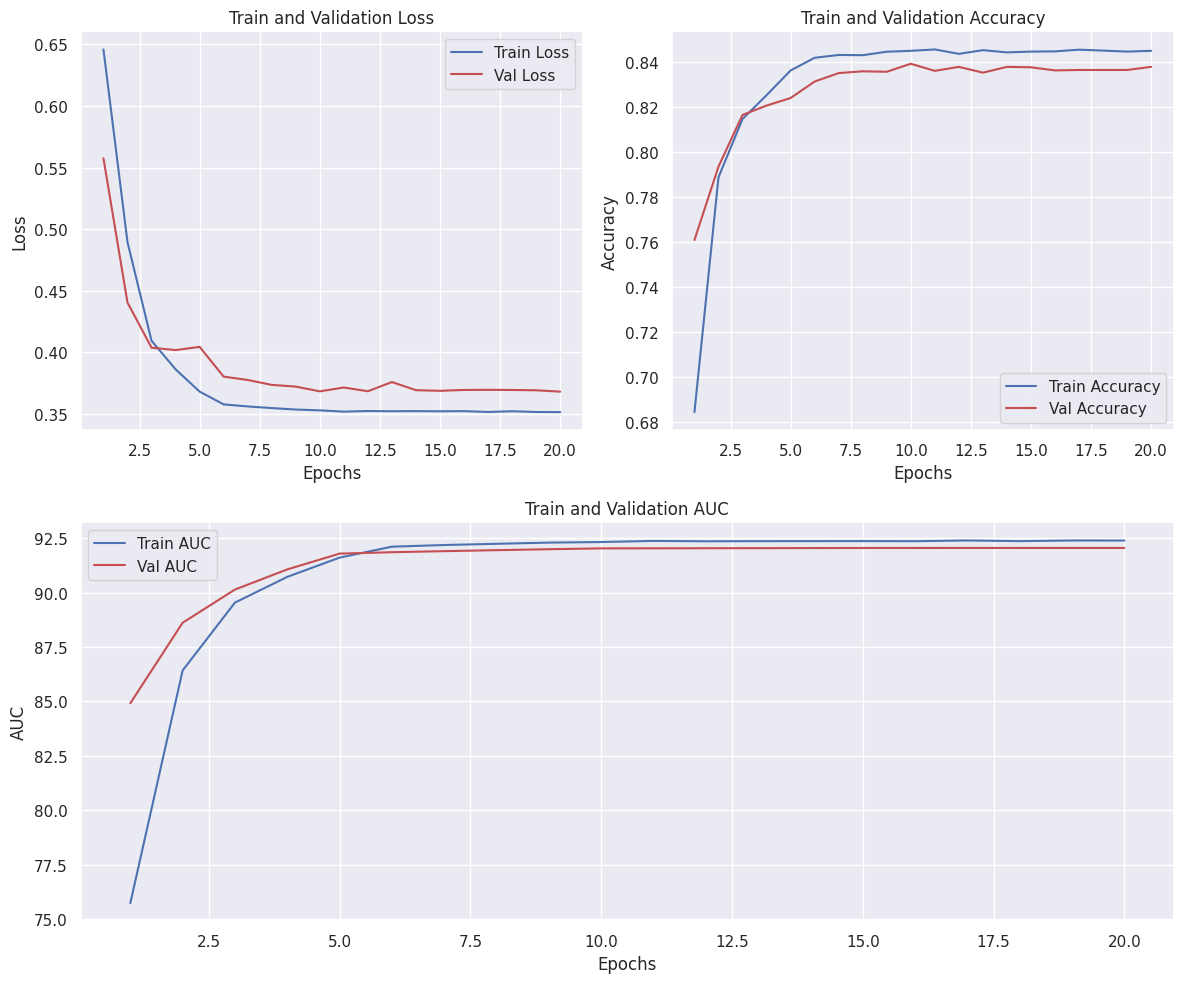 Train and Validation Loss
Train Loss
Val Loss
0.65
0.60
0.55
0.50
0.45
0.40
0.35
Loss
2.5 5.0 7.5 10.0 12.5 15.0 17.5 20.0
Epochs
Train and Validation Accuracy
0.84
0.82
0.80
0.78
0.76
0.74
0.72
0.70
0.68
Accuracy
Train Accuracy
Val Accuracy
2.5 5.0 7.5 10.0 12.5 15.0 17.5 20.0
Epochs
Train and Validation AUC
Train AUC
Val AUC
92.5
90.0
87.5
85.0
82.5
80.0
77.5
75.0
AUC
2.5 5.0 7.5 10.0 12.5 15.0 17.5 20.0
Epochs